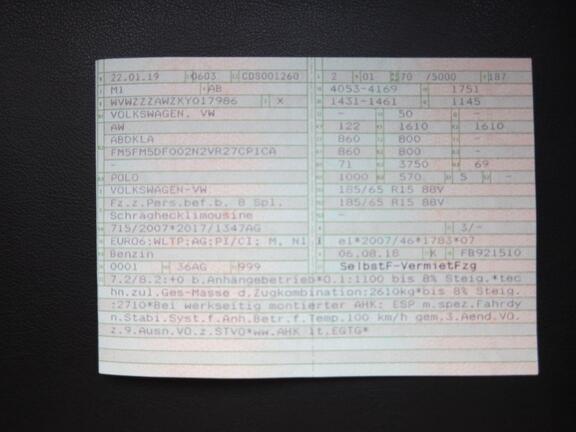 22.01.19 0603 CDS001260 2 01 70 /5000 187
M1 AB 4053-4169 1751
WVWZZZAWZKY017986 X 1431-1461 1145
VOLKSWAGEN, VW - 50 -
AW 122 1610 1610
ABDKLA 860 800 -
FM5FM5DF002N2VR27CP1CA 860 800 -
- 71 3750 69
POLO 1000 570 5 -
VOLKSWAGEN-VW 185/65 R15 88V
Fz.z.Pers.bef.b. 8 Spl. 185/65 R15 88V
Schräghecklimousine -
715/2007*2017/1347AG 4 3/-
EURO6;WLTP;AG;PI/CI; M, N1 I e1*2007/46*1783*07
Benzin 06.08.18 K FB921510
0001 36AG 999 SelbstF-VermietFzg
7.2/8.2:+0 b.Anhängebetrieb*O.1:1100 bis 8% Steig.*tec
hn.zul.Ges-Masse d.Zugkombination:2610kg*bis 8% Steig.
:2710*Bei werkseitig montierter AHK: ESP m.spez.Fahrdy
n.Stabi.Syst.f.Anh.Betr.f.Temp.100 km/h gem.3.Aend.VO.
z.9.Ausn.VO.z.STVO*ww.AHK lt.EGTG*